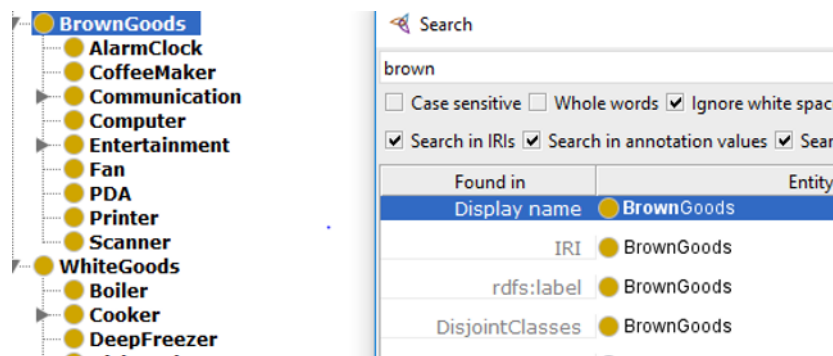 BrownGoods
AlarmClock
CoffeeMaker
Communication
Computer
Entertainment
Fan
PDA
Printer
Scanner
WhiteGoods
Boiler
Cooker
DeepFreezer
Search
brown
Case sensitive Whole words Ignore white spac
Search in IRIs Search in annotation values Sear
Found in Entity
Display name BrownGoods
IRI BrownGoods
rdfs:label BrownGoods
DisjointClasses BrownGoods